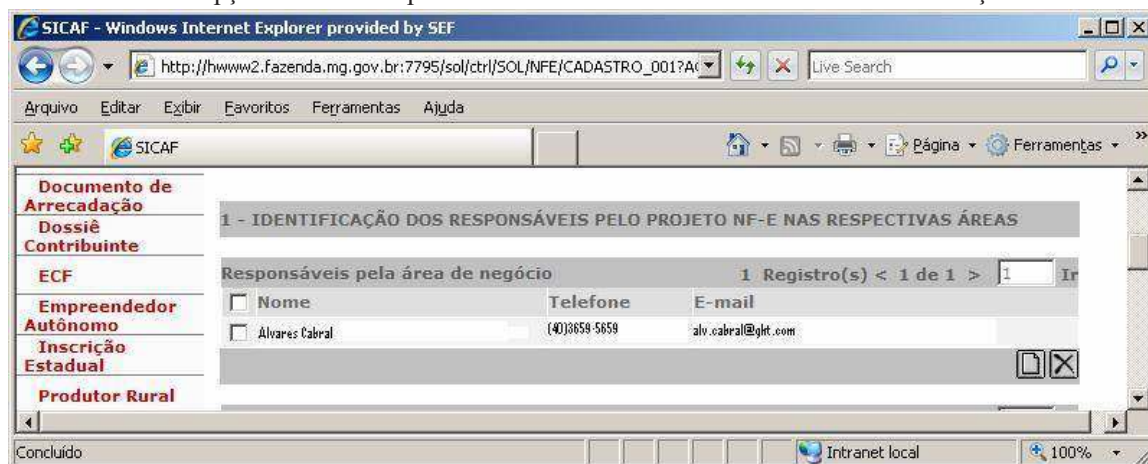 SICAF - Windows Internet Explorer provided by SEF
http://hwww2.fazenda.mg.gov.br:7795/sol/ctrl/SOL/NFE/CADASTRO_001?A
Live Search
Arquivo Editar Exibir Favoritos Ferramentas Ajuda
SICAF
Página Ferramentas »
Documento de
Arrecadação
Dossiê
Contribuinte
ECF
Empreendedor
Autônomo
Inscrição
Estadual
Produtor Rural
1 - IDENTIFICAÇÃO DOS RESPONSÁVEIS PELO PROJETO NF-E NAS RESPECTIVAS ÁREAS
Responsáveis pela área de negócio 1 Registro(s) < 1 de 1 > 1 Ir
Nome Telefone E-mail
Alvares Cabral (40)3659-5659 alv.cabral@ght.com
Concluído Intranet local 100%